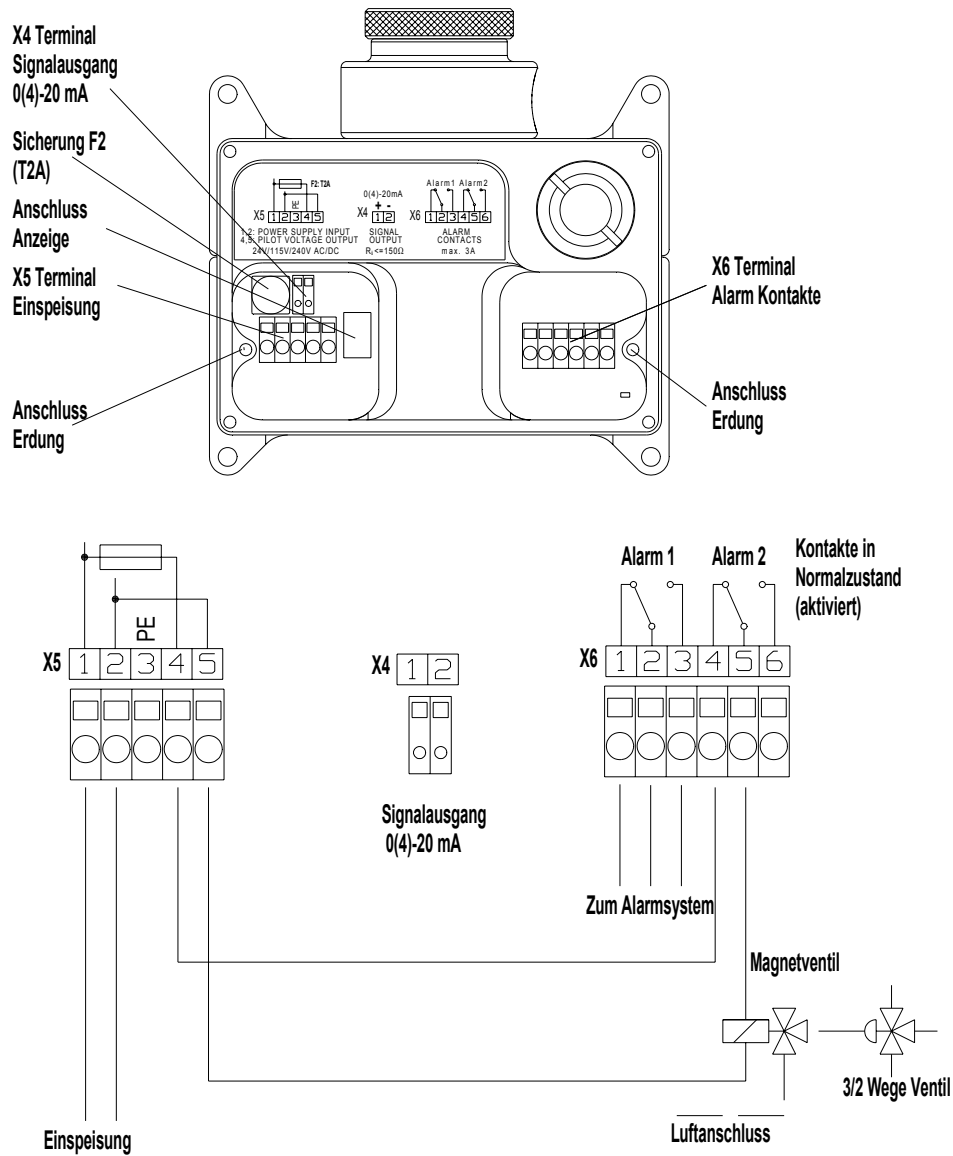 X4 Terminal
Signalausgang
0(4)-20 mA
Sicherung F2
(T2A)
Anschluss
Anzeige
X5 Terminal
Einspeisung
Anschluss
Erdung
F2: T2A
PE
X5 1 2 3 4 5
1,2: POWER SUPPLY INPUT
4,5: PILOT VOLTAGE OUTPUT
24V/115V/240V AC/DC
0(4)-20mA
+ -
X4 1 2
SIGNAL
OUTPUT
RL<=150Ω
Alarm1 Alarm2
X6 1 2 3 4 5 6
ALARM
CONTACTS
max. 3A
X6 Terminal
Alarm Kontakte
Anschluss
Erdung
PE
X5 1 2 3 4 5
X4 1 2
Signalausgang
0(4)-20 mA
Alarm 1 Alarm 2
Kontakte in
Normalzustand
(aktiviert)
X6 1 2 3 4 5 6
Zum Alarmsystem
Magnetventil
3/2 Wege Ventil
Luftanschluss
Einspeisung